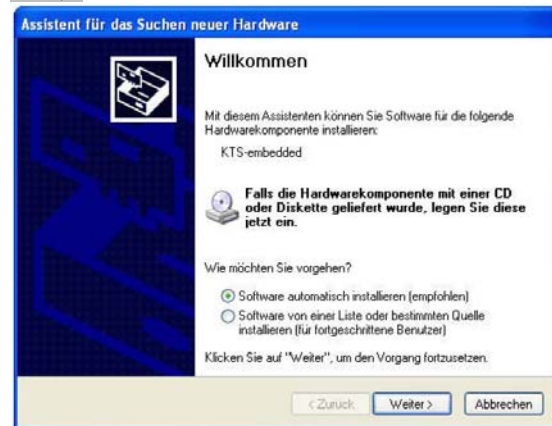 Assistent für das Suchen neuer Hardware
Willkommen
Mit diesem Assistenten können Sie Software für die folgende
Hardwarekomponente installieren:
KTS-embedded
Falls die Hardwarekomponente mit einer CD
oder Diskette geliefert wurde, legen Sie diese
jetzt ein.
Wie möchten Sie vorgehen?
Software automatisch installieren (empfohlen)
Software von einer Liste oder bestimmten Quelle
installieren (für fortgeschrittene Benutzer)
Klicken Sie auf "Weiter", um den Vorgang fortzusetzen.
< Zurück Weiter > Abbrechen